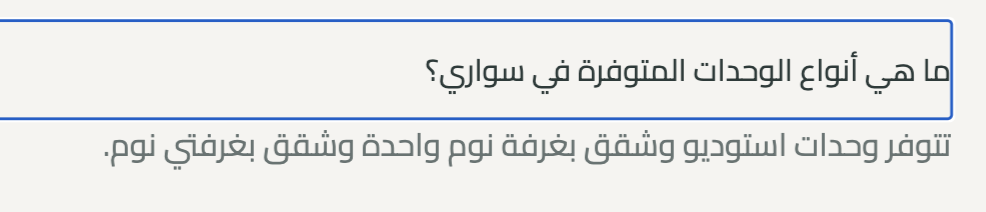 ما هي أنواع الوحدات المتوفرة في سواري؟
تتوفر وحدات استوديو وشقق بغرفة نوم واحدة وشقق بغرفتي نوم.